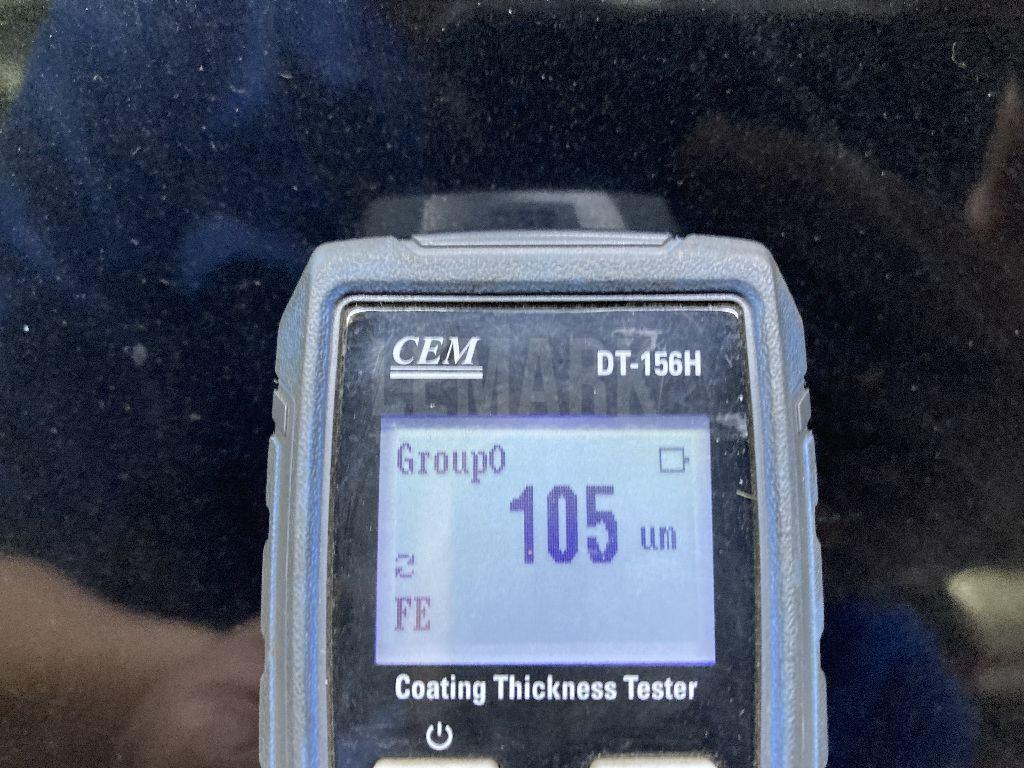 CEM
DT-156H
Group0
105 um
FE
Coating Thickness Tester